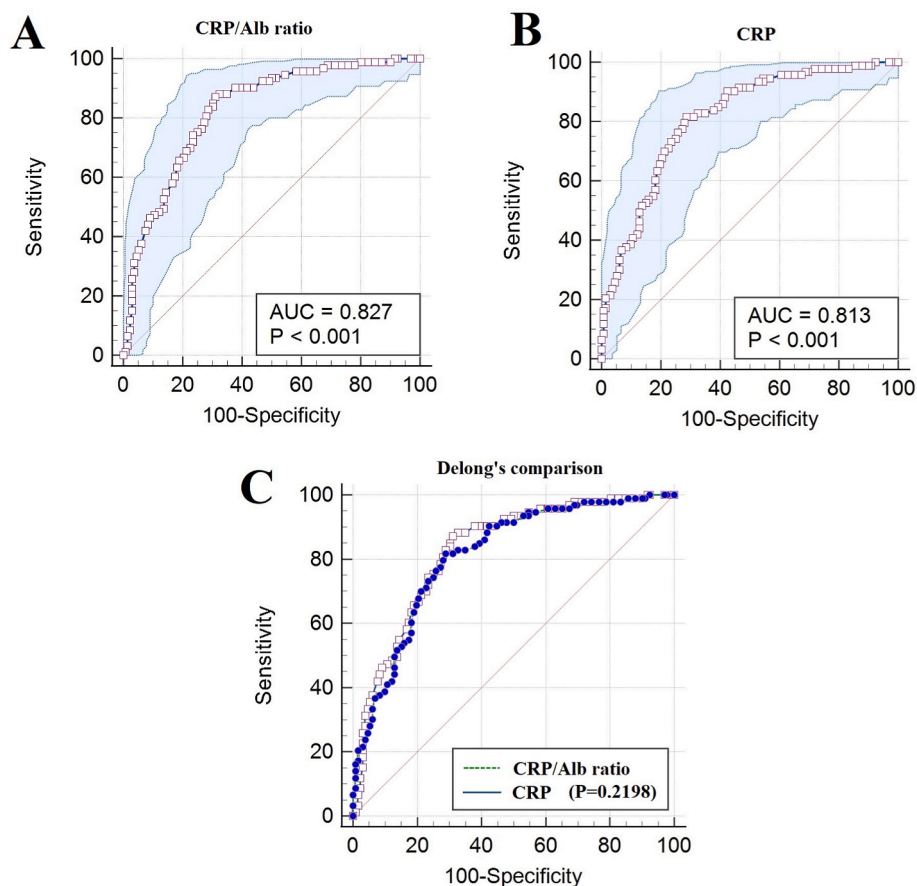 A
CRP/Alb ratio
100
80
60
40
20
0
Sensitivity
AUC = 0.827
P < 0.001
0 20 40 60 80 100
100-Specificity
B
CRP
100
80
60
40
20
0
Sensitivity
AUC = 0.813
P < 0.001
0 20 40 60 80 100
100-Specificity
C
Delong's comparison
100
80
60
40
20
0
Sensitivity
CRP/Alb ratio
CRP (P=0.2198)
0 20 40 60 80 100
100-Specificity